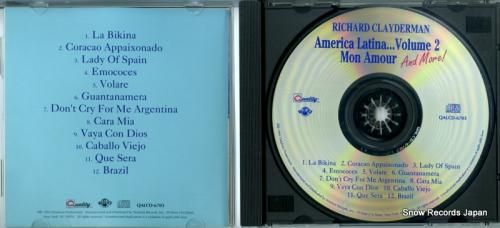 1. La Bikina
2. Coracao Appaixonado
3. Lady Of Spain
4. Emococes
5. Volare
6. Guantanamera
7. Don't Cry For Me Argentina
8. Cara Mia
9. Vaya Con Dios
10. Caballo Viejo
11. Que Sera
12. Brazil
Quality
QALCD-6703
RICHARD CLAYDERMAN
America Latina...Volume 2
Mon Amour And More!
Quality
QALCD-6703
1. La Bikina 2. Coracao Appaixonado 3. Lady Of Spain
4. Emococes 5. Volare 6. Guantanamera
7. Don't Cry For Me Argentina 8. Cara Mia
9. Vaya Con Dios 10. Caballo Viejo
11. Que Sera 12. Brazil
Snow Records Japan